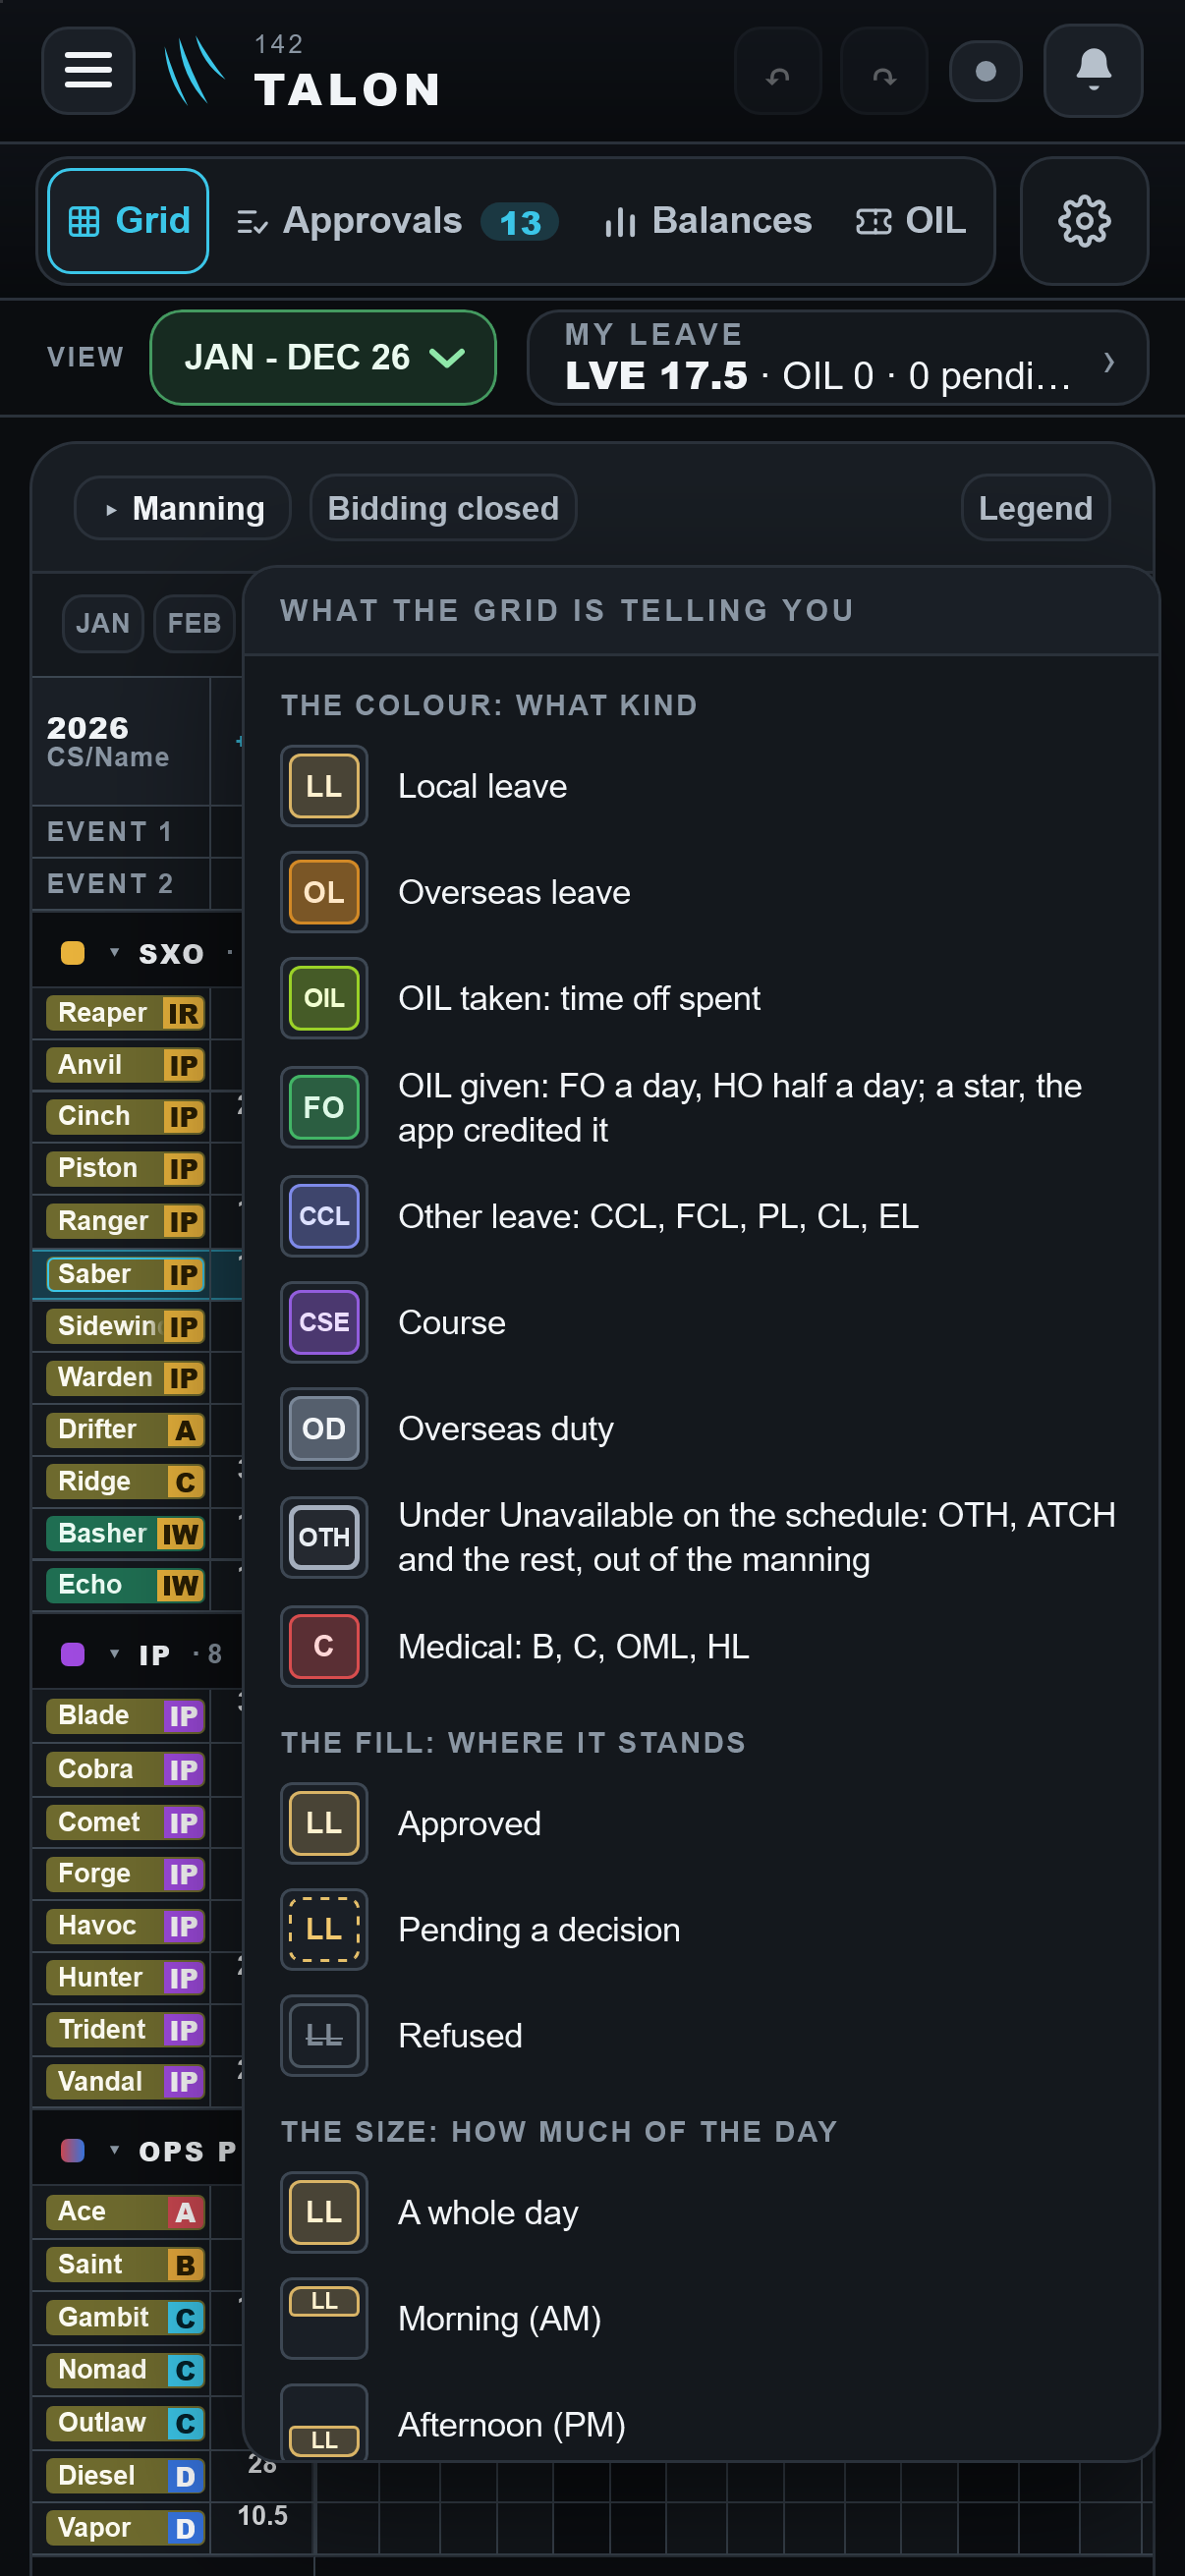 142
TALON
Grid
Approvals 13
Balances
OIL
VIEW
JAN - DEC 26
MY LEAVE
LVE 17.5 · OIL 0 · 0 pendi…
Manning
Bidding closed
Legend
JAN
FEB
WHAT THE GRID IS TELLING YOU
2026
CS/Name
EVENT 1
EVENT 2
SXO ·
Reaper IR
Anvil IP
Cinch IP
Piston IP
Ranger IP
Saber IP
IP
Warden IP
Drifter A
Ridge C
Basher IW
Echo IW
IP · 8
Blade IP
Cobra IP
Comet IP
Forge IP
Havoc IP
Hunter IP
Trident IP
Vandal IP
OPS P
Ace A
Saint B
Gambit C
Nomad C
Outlaw C
Diesel D
28
Vapor D
10.5
THE COLOUR: WHAT KIND
LL Local leave
OL Overseas leave
OIL OIL taken: time off spent
FO OIL given: FO a day, HO half a day; a star, the
app credited it
CCL Other leave: CCL, FCL, PL, CL, EL
CSE Course
OD Overseas duty
OTH Under Unavailable on the schedule: OTH, ATCH
and the rest, out of the manning
C Medical: B, C, OML, HL
THE FILL: WHERE IT STANDS
LL Approved
LL Pending a decision
LL Refused
THE SIZE: HOW MUCH OF THE DAY
LL A whole day
LL Morning (AM)
LL Afternoon (PM)